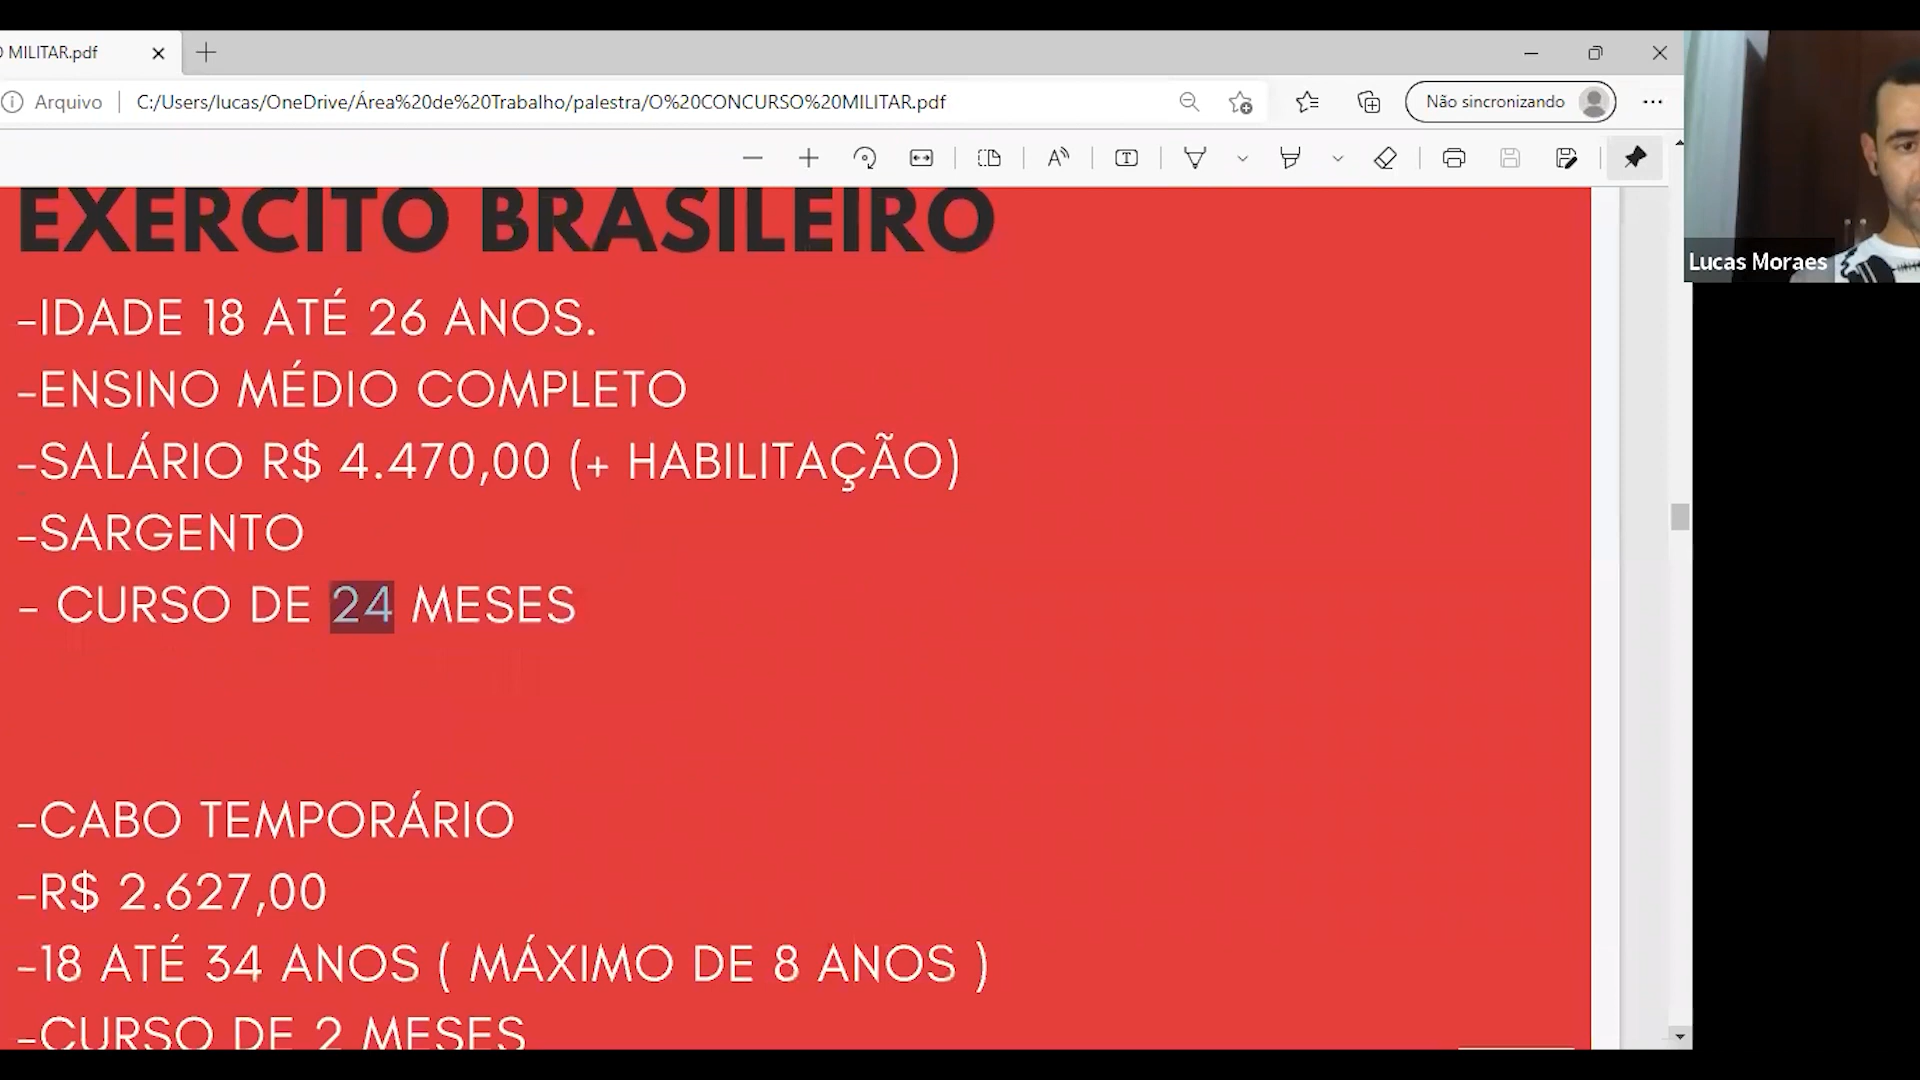 O MILITAR.pdf
Arquivo
C:/Users/lucas/OneDrive/Área%20de%20Trabalho/palestra/O%20CONCURSO%20MILITAR.pdf
Não sincronizando
EXERCITO BRASILEIRO
-IDADE 18 ATÉ 26 ANOS.
-ENSINO MÉDIO COMPLETO
-SALÁRIO R$ 4.470,00 (+ HABILITAÇÃO)
-SARGENTO
- CURSO DE 24 MESES
-CABO TEMPORÁRIO
-R$ 2.627,00
-18 ATÉ 34 ANOS ( MÁXIMO DE 8 ANOS )
-CURSO DE 2 MESES
Lucas Moraes